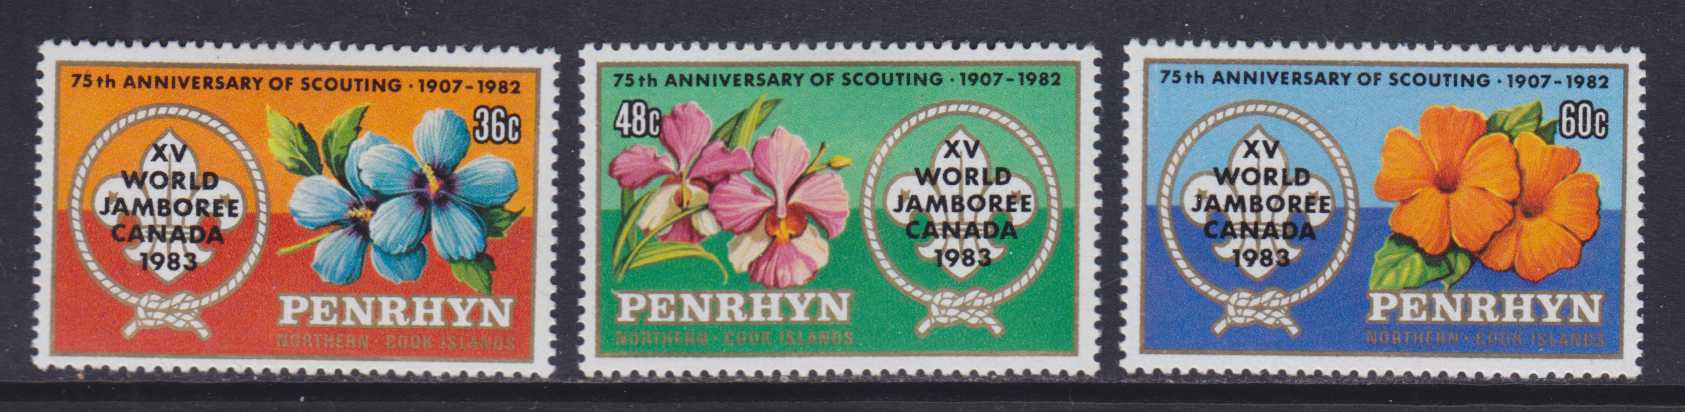 75th ANNIVERSARY OF SCOUTING · 1907-1982
36c
XV
WORLD
JAMBOREE
CANADA
1983
PENRHYN
NORTHERN · COOK ISLANDS
75th ANNIVERSARY OF SCOUTING · 1907-1982
48c
XV
WORLD
JAMBOREE
CANADA
1983
PENRHYN
NORTHERN · COOK ISLANDS
75th ANNIVERSARY OF SCOUTING · 1907-1982
60c
XV
WORLD
JAMBOREE
CANADA
1983
PENRHYN
NORTHERN · COOK ISLANDS